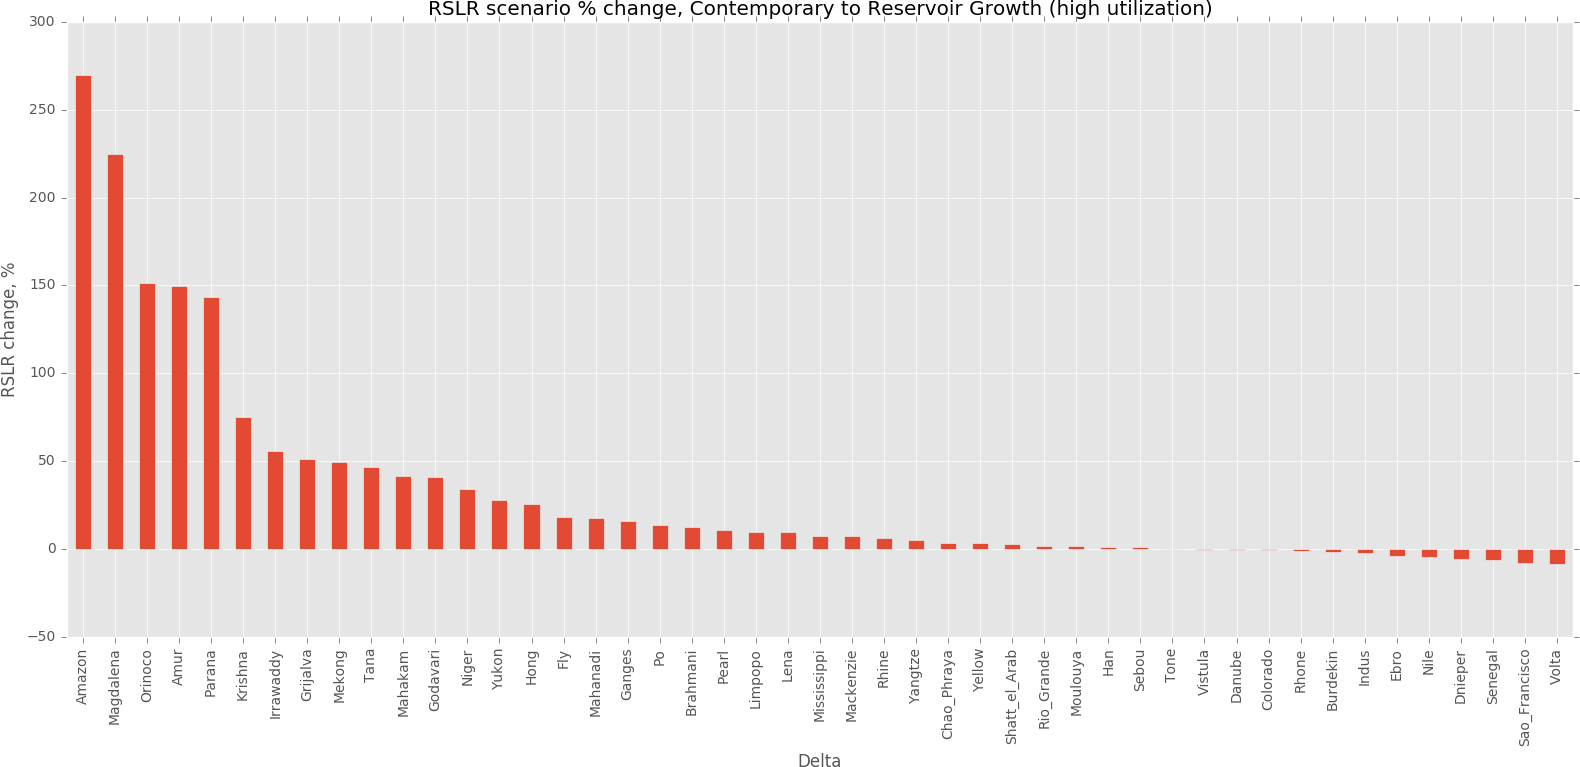 RSLR scenario % change, Contemporary to Reservoir Growth (high utilization)
300
250
200
150
100
50
0
−50
RSLR change, %
Amazon
Magdalena
Orinoco
Amur
Parana
Krishna
Irrawaddy
Grijalva
Mekong
Tana
Mahakam
Godavari
Niger
Yukon
Hong
Fly
Mahanadi
Ganges
Po
Brahmani
Pearl
Limpopo
Lena
Mississippi
Mackenzie
Rhine
Yangtze
Chao_Phraya
Yellow
Shatt_el_Arab
Rio_Grande
Moulouya
Han
Sebou
Tone
Vistula
Danube
Colorado
Rhone
Burdekin
Indus
Ebro
Nile
Dnieper
Senegal
Sao_Francisco
Volta
Delta